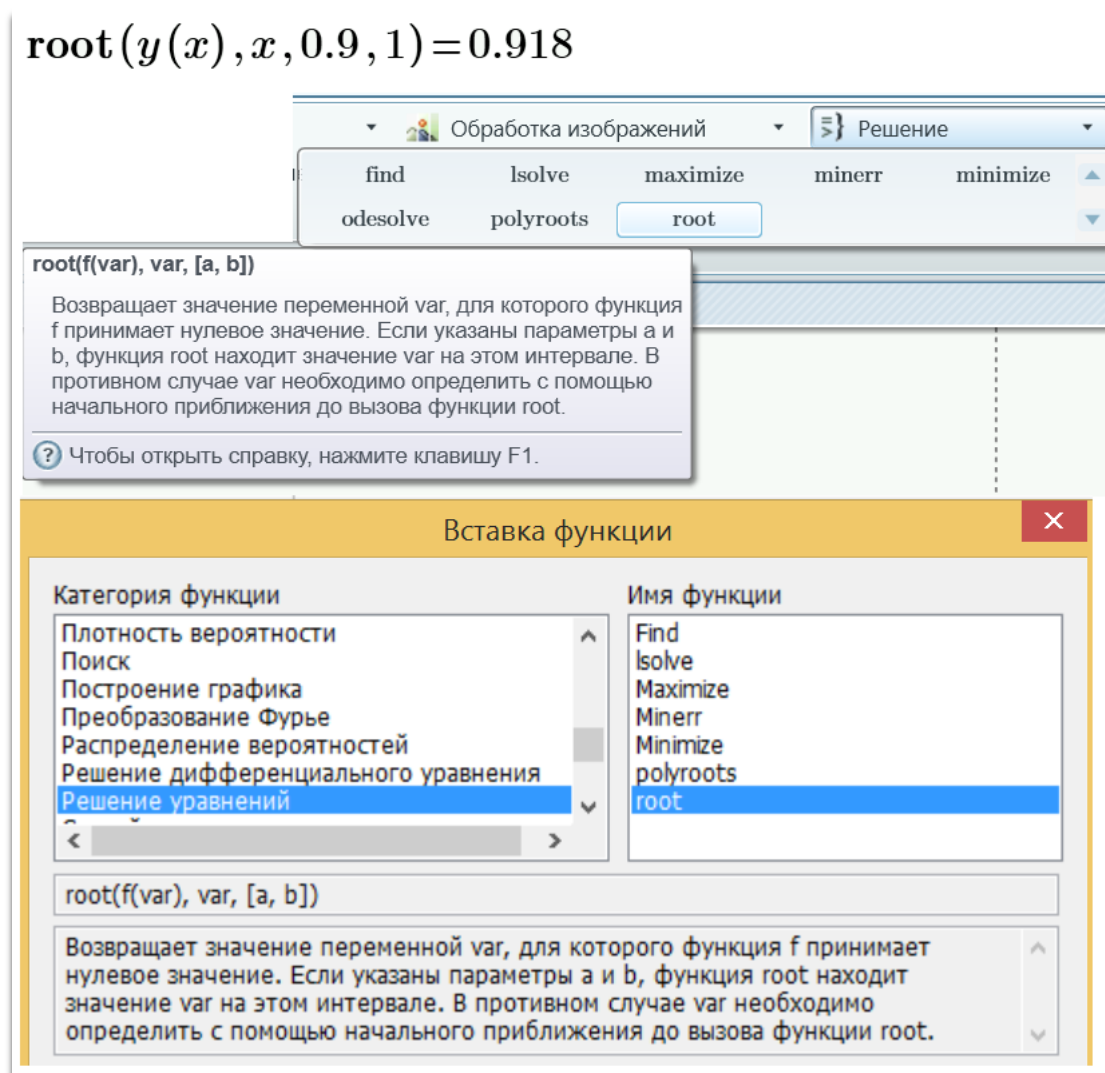 root(y(x), x, 0.9, 1)=0.918
Обработка изображений
Решение
find lsolve maximize minerr minimize
odesolve polyroots root
root(f(var), var, [a, b])
Возвращает значение переменной var, для которого функция
f принимает нулевое значение. Если указаны параметры a и
b, функция root находит значение var на этом интервале. В
противном случае var необходимо определить с помощью
начального приближения до вызова функции root.
Чтобы открыть справку, нажмите клавишу F1.
Вставка функции
Категория функции
Плотность вероятности
Поиск
Построение графика
Преобразование Фурье
Распределение вероятностей
Решение дифференциального уравнения
Решение уравнений
Имя функции
Find
lsolve
Maximize
Minerr
Minimize
polyroots
root
root(f(var), var, [a, b])
Возвращает значение переменной var, для которого функция f принимает
нулевое значение. Если указаны параметры a и b, функция root находит
значение var на этом интервале. В противном случае var необходимо
определить с помощью начального приближения до вызова функции root.